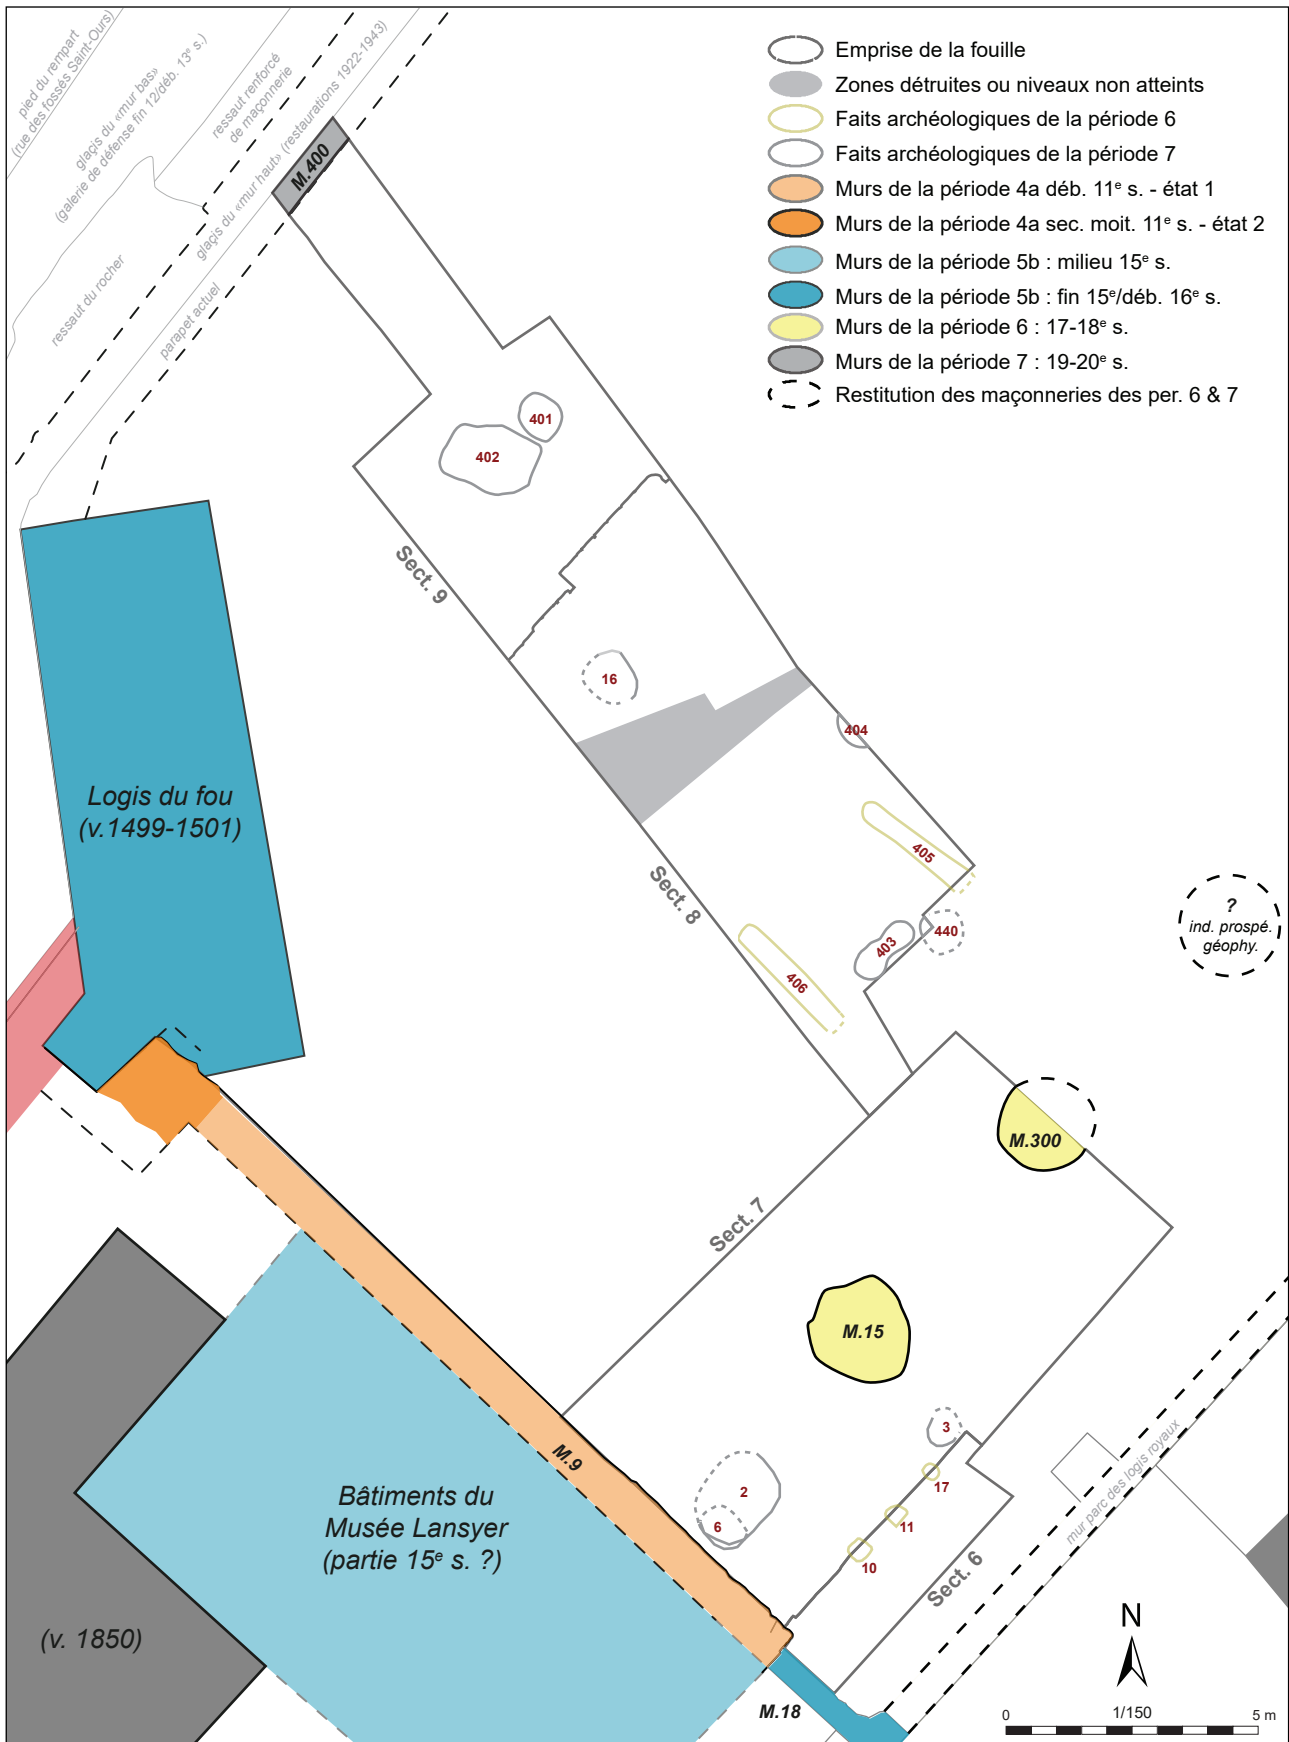 pied du rempart
(rue des fossés Saint-Ours)
glaçis du «mur bas»
(galerie de défense fin 12/déb. 13e s.)
ressaut renforcé
de maçonnerie
glaçis du «mur haut» (restaurations 1922-1943)
ressaut du rocher
parapet actuel
M.400
Emprise de la fouille
Zones détruites ou niveaux non atteints
Faits archéologiques de la période 6
Faits archéologiques de la période 7
Murs de la période 4a déb. 11e s. - état 1
Murs de la période 4a sec. moit. 11e s. - état 2
Murs de la période 5b : milieu 15e s.
Murs de la période 5b : fin 15e/déb. 16e s.
Murs de la période 6 : 17-18e s.
Murs de la période 7 : 19-20e s.
Restitution des maçonneries des per. 6 & 7
401
402
Sect. 9
16
404
Logis du fou
(v.1499-1501)
405
Sect. 8
403
440
406
?
ind. prospé.
géophy.
M.300
Sect. 7
M.15
3
M.9
2
17
6
11
10
Bâtiments du
Musée Lansyer
(partie 15e s. ?)
Sect. 6
mur parc des logis royaux
(v. 1850)
M.18
N
0
1/150
5 m